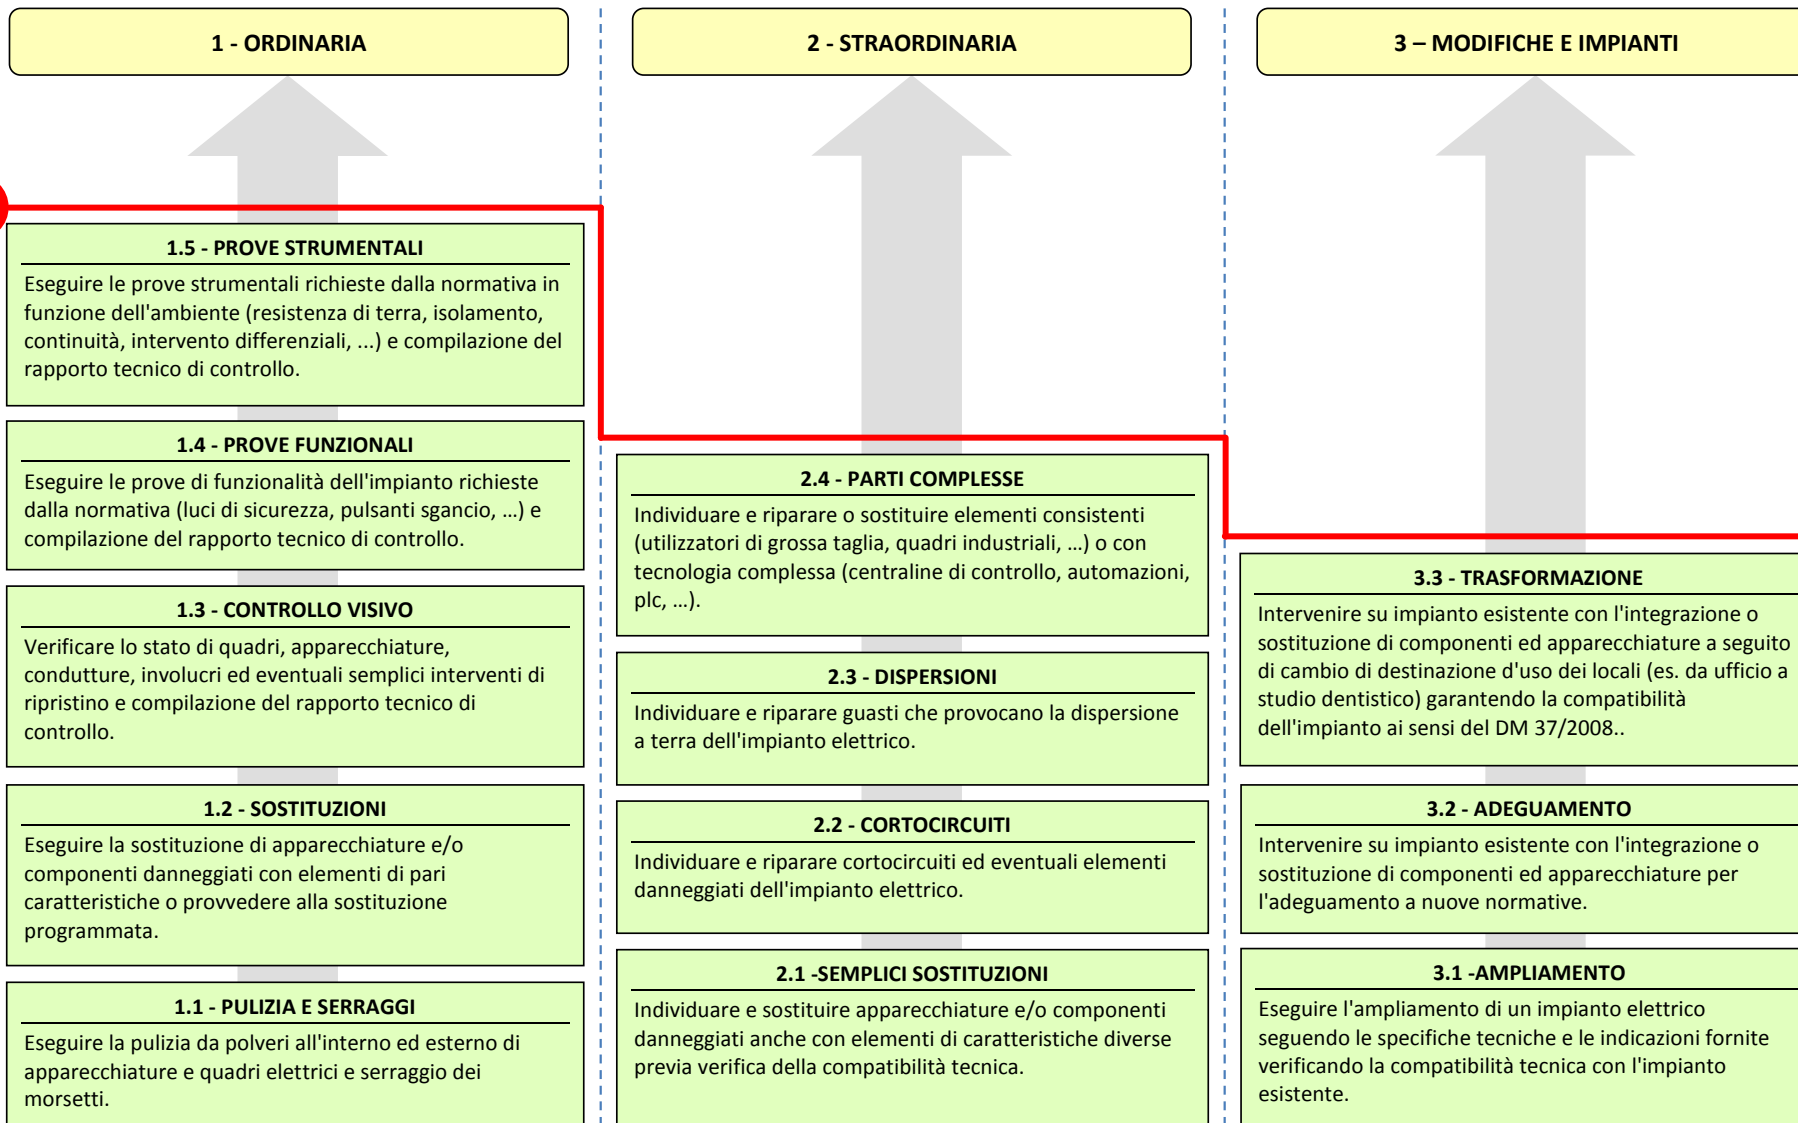 1 - ORDINARIA
2 - STRAORDINARIA
3 – MODIFICHE E IMPIANTI
1.5 - PROVE STRUMENTALI
Eseguire le prove strumentali richieste dalla normativa in
funzione dell'ambiente (resistenza di terra, isolamento,
continuità, intervento differenziali, ...) e compilazione del
rapporto tecnico di controllo.
1.4 - PROVE FUNZIONALI
Eseguire le prove di funzionalità dell'impianto richieste
dalla normativa (luci di sicurezza, pulsanti sgancio, …) e
compilazione del rapporto tecnico di controllo.
1.3 - CONTROLLO VISIVO
Verificare lo stato di quadri, apparecchiature,
condutture, involucri ed eventuali semplici interventi di
ripristino e compilazione del rapporto tecnico di
controllo.
1.2 - SOSTITUZIONI
Eseguire la sostituzione di apparecchiature e/o
componenti danneggiati con elementi di pari
caratteristiche o provvedere alla sostituzione
programmata.
1.1 - PULIZIA E SERRAGGI
Eseguire la pulizia da polveri all'interno ed esterno di
apparecchiature e quadri elettrici e serraggio dei
morsetti.
2.4 - PARTI COMPLESSE
Individuare e riparare o sostituire elementi consistenti
(utilizzatori di grossa taglia, quadri industriali, …) o con
tecnologia complessa (centraline di controllo, automazioni,
plc, …).
2.3 - DISPERSIONI
Individuare e riparare guasti che provocano la dispersione
a terra dell'impianto elettrico.
2.2 - CORTOCIRCUITI
Individuare e riparare cortocircuiti ed eventuali elementi
danneggiati dell'impianto elettrico.
2.1 -SEMPLICI SOSTITUZIONI
Individuare e sostituire apparecchiature e/o componenti
danneggiati anche con elementi di caratteristiche diverse
previa verifica della compatibilità tecnica.
3.3 - TRASFORMAZIONE
Intervenire su impianto esistente con l'integrazione o
sostituzione di componenti ed apparecchiature a seguito
di cambio di destinazione d'uso dei locali (es. da ufficio a
studio dentistico) garantendo la compatibilità
dell'impianto ai sensi del DM 37/2008..
3.2 - ADEGUAMENTO
Intervenire su impianto esistente con l'integrazione o
sostituzione di componenti ed apparecchiature per
l'adeguamento a nuove normative.
3.1 -AMPLIAMENTO
Eseguire l'ampliamento di un impianto elettrico
seguendo le specifiche tecniche e le indicazioni fornite
verificando la compatibilità tecnica con l'impianto
esistente.